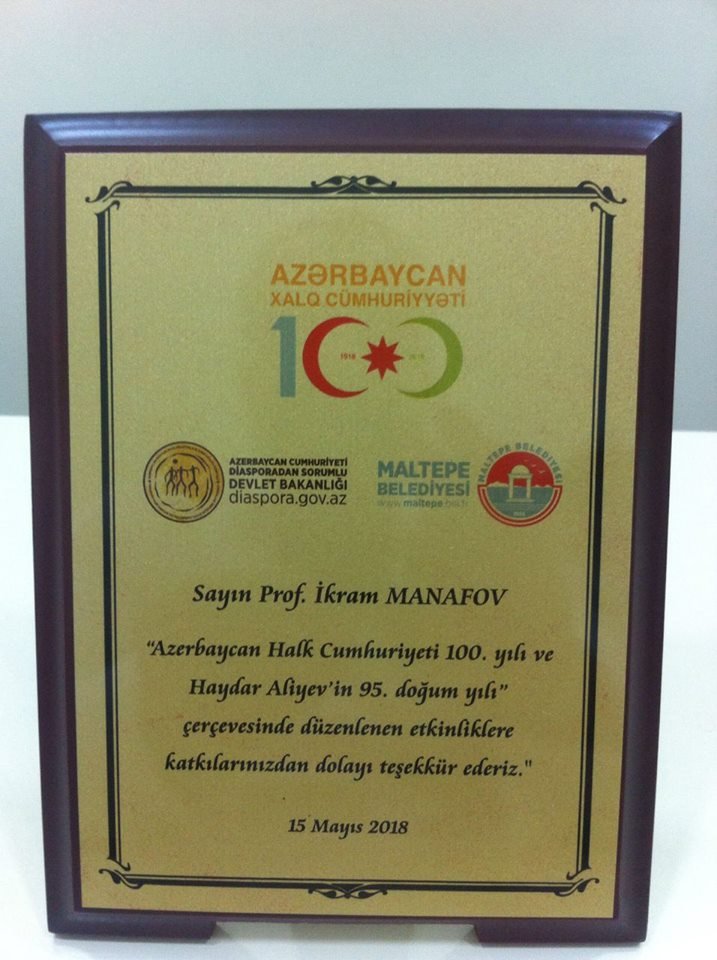 AZƏRBAYCAN
XALQ CÜMHURİYYƏTİ
100
1918 2018
AZERBAYCAN CUMHURİYETİ
DİASPORADAN SORUMLU
DEVLET BAKANLIĞI
diaspora.gov.az
MALTEPE
BELEDİYESİ
www.maltepe.bel.tr
MALTEPE BELEDİYESİ
Sayın Prof. İkram MANAFOV
“Azerbaycan Halk Cumhuriyeti 100. yılı ve
Haydar Aliyev’in 95. doğum yılı”
çerçevesinde düzenlenen etkinliklere
katkılarınızdan dolayı teşekkür ederiz."
15 Mayıs 2018